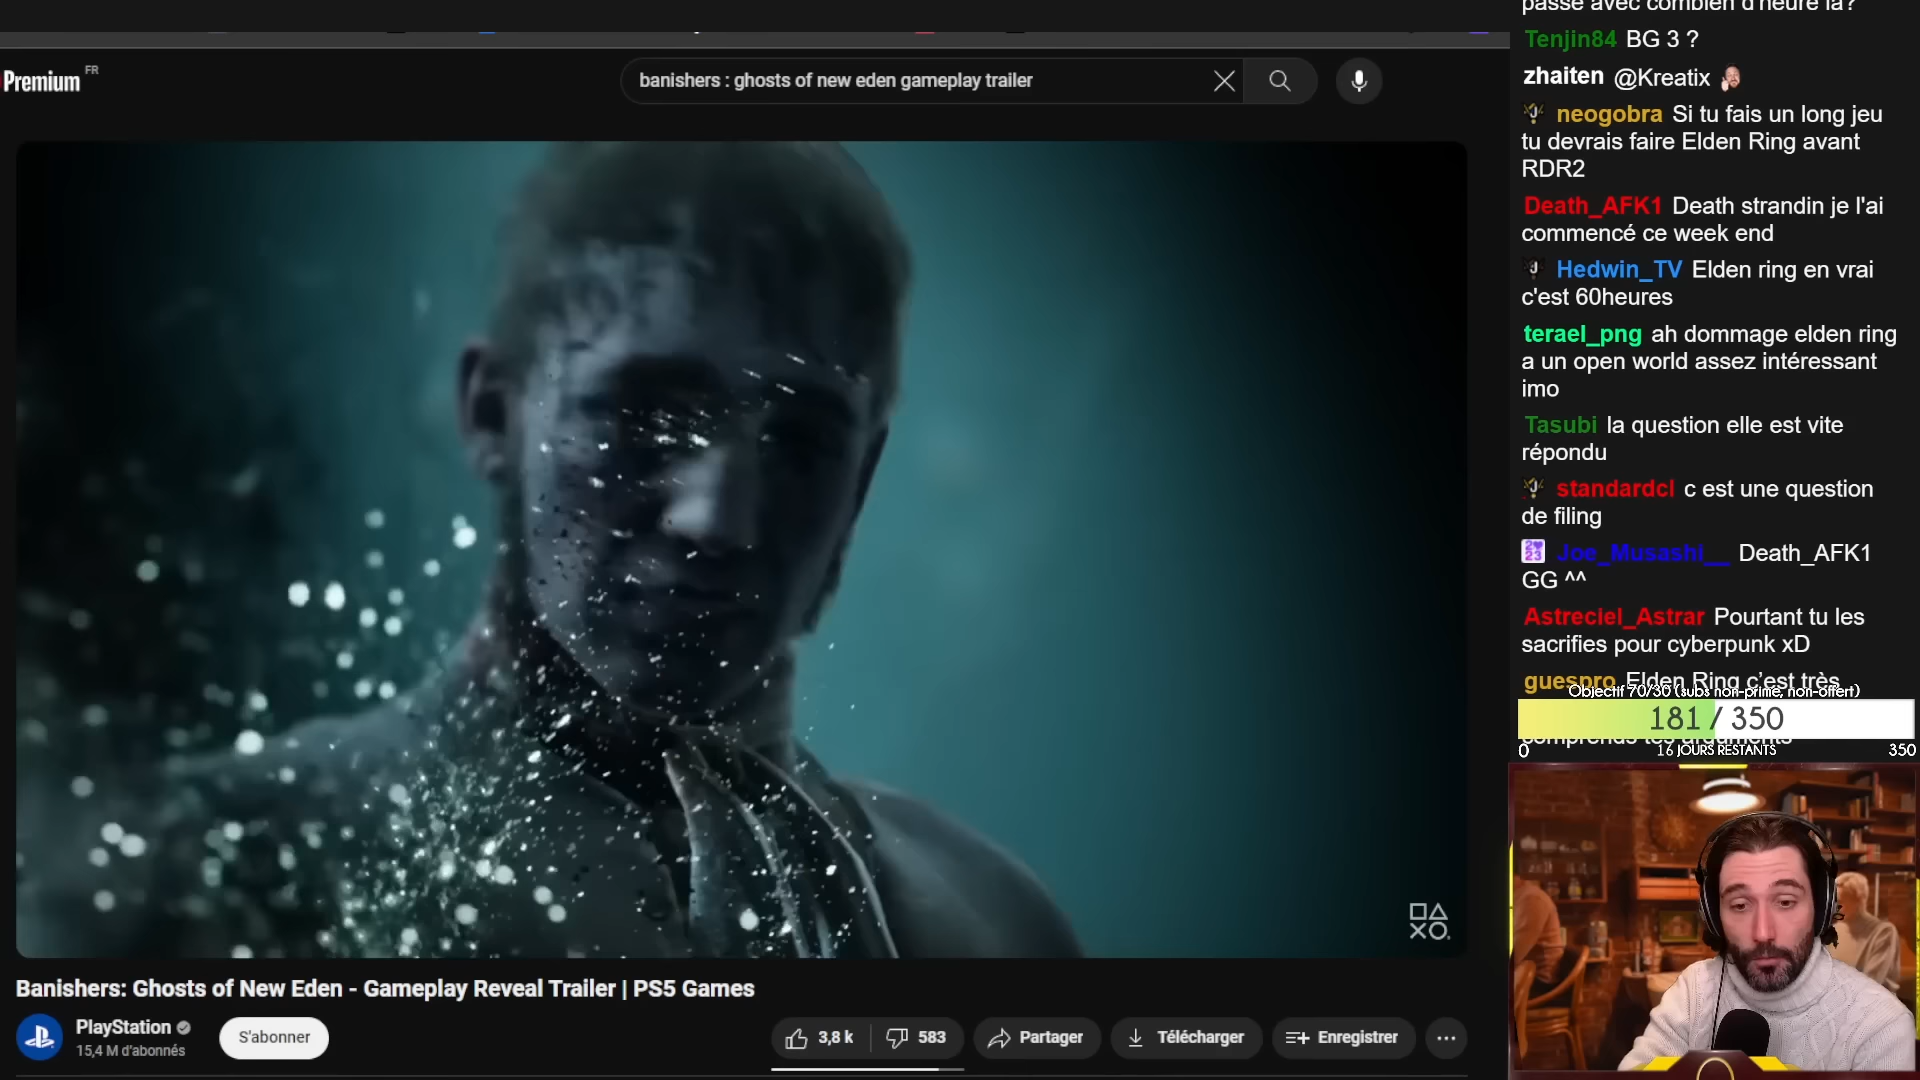 Premium FR
banishers : ghosts of new eden gameplay trailer
Banishers: Ghosts of New Eden - Gameplay Reveal Trailer | PS5 Games
PlayStation
15,4 M d'abonnés
S'abonner
3,8 k
583
Partager
Télécharger
Enregistrer
passé avec combien d'heure la?
Tenjin84 BG 3 ?
zhaiten @Kreatix
neogobra Si tu fais un long jeu
tu devrais faire Elden Ring avant
RDR2
Death_AFK1 Death strandin je l'ai
commencé ce week end
Hedwin_TV Elden ring en vrai
c'est 60heures
terael_png ah dommage elden ring
a un open world assez intéressant
imo
Tasubi la question elle est vite
répondu
standardcl c est une question
de filing
Joe_Musashi__ Death_AFK1
GG ^^
Astreciel_Astrar Pourtant tu les
sacrifies pour cyberpunk xD
guespro Elden Ring c'est très
Objectif 70/30 (subs non-prime, non-offert)
181 / 350
comprends tes arguments
0 16 JOURS RESTANTS 350